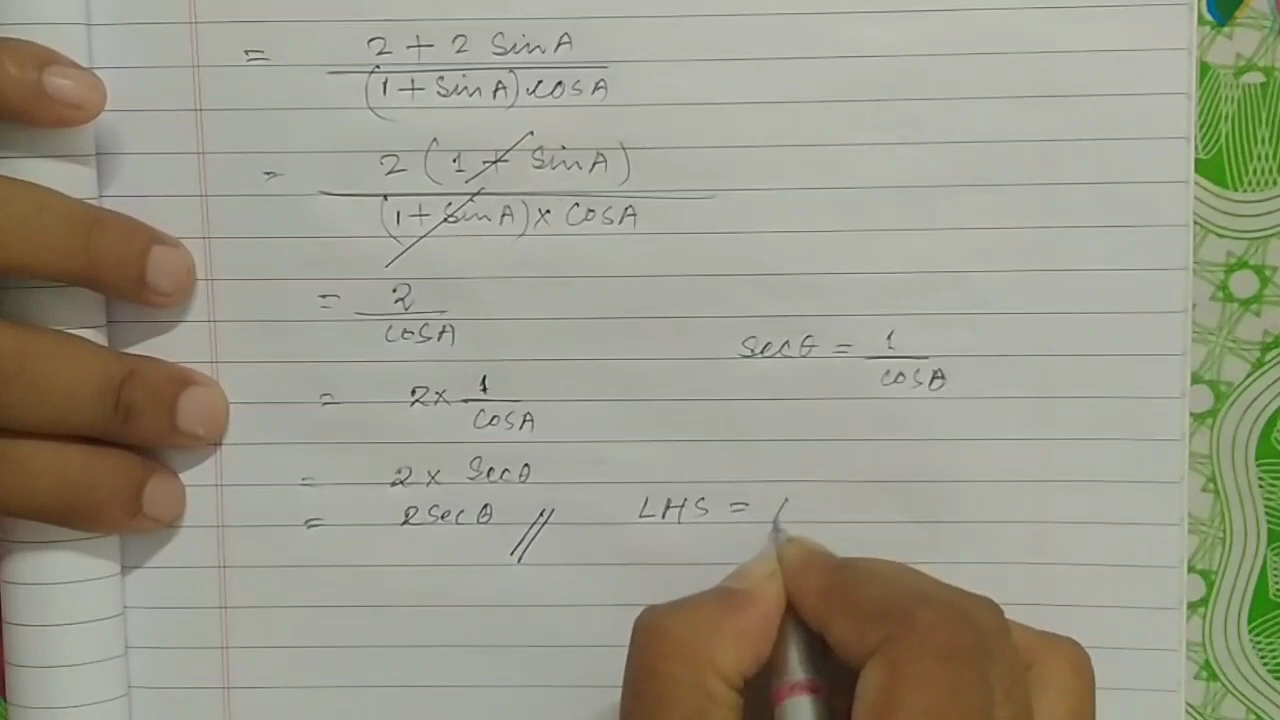 = 2 + 2 SinA
(1 + SinA) x cosA
= 2 (1 + SinA)
(1 + SinA) x COSA
= 2
COSA
secθ = 1
cosθ
= 2 x 1
COSA
= 2 x Secθ
= 2Secθ // LHS =